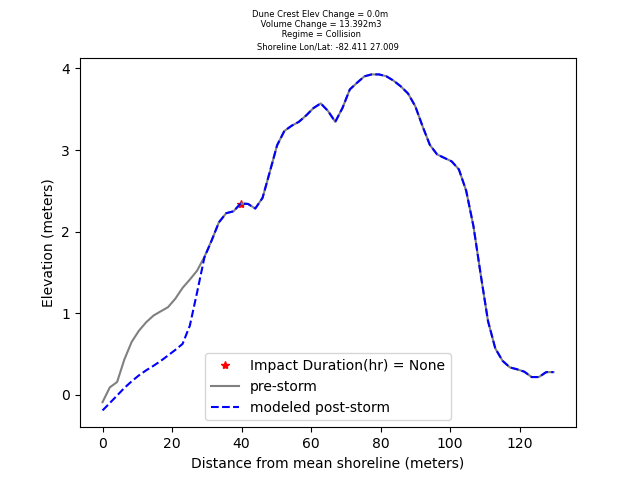 Dune Crest Elev Change = 0.0m
Volume Change = 13.392m3
Regime = Collision
Shoreline Lon/Lat: -82.411 27.009
4
3
2
1
0
Elevation (meters)
Impact Duration(hr) = None
pre-storm
modeled post-storm
0 20 40 60 80 100 120
Distance from mean shoreline (meters)